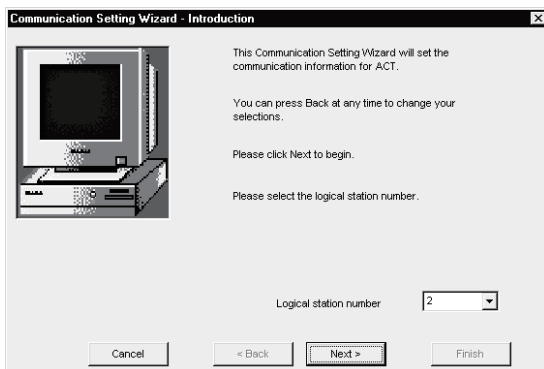 Communication Setting Wizard - Introduction
This Communication Setting Wizard will set the
communication information for ACT.
You can press Back at any time to change your
selections.
Please click Next to begin.
Please select the logical station number.
Logical station number 2
Cancel < Back Next > Finish